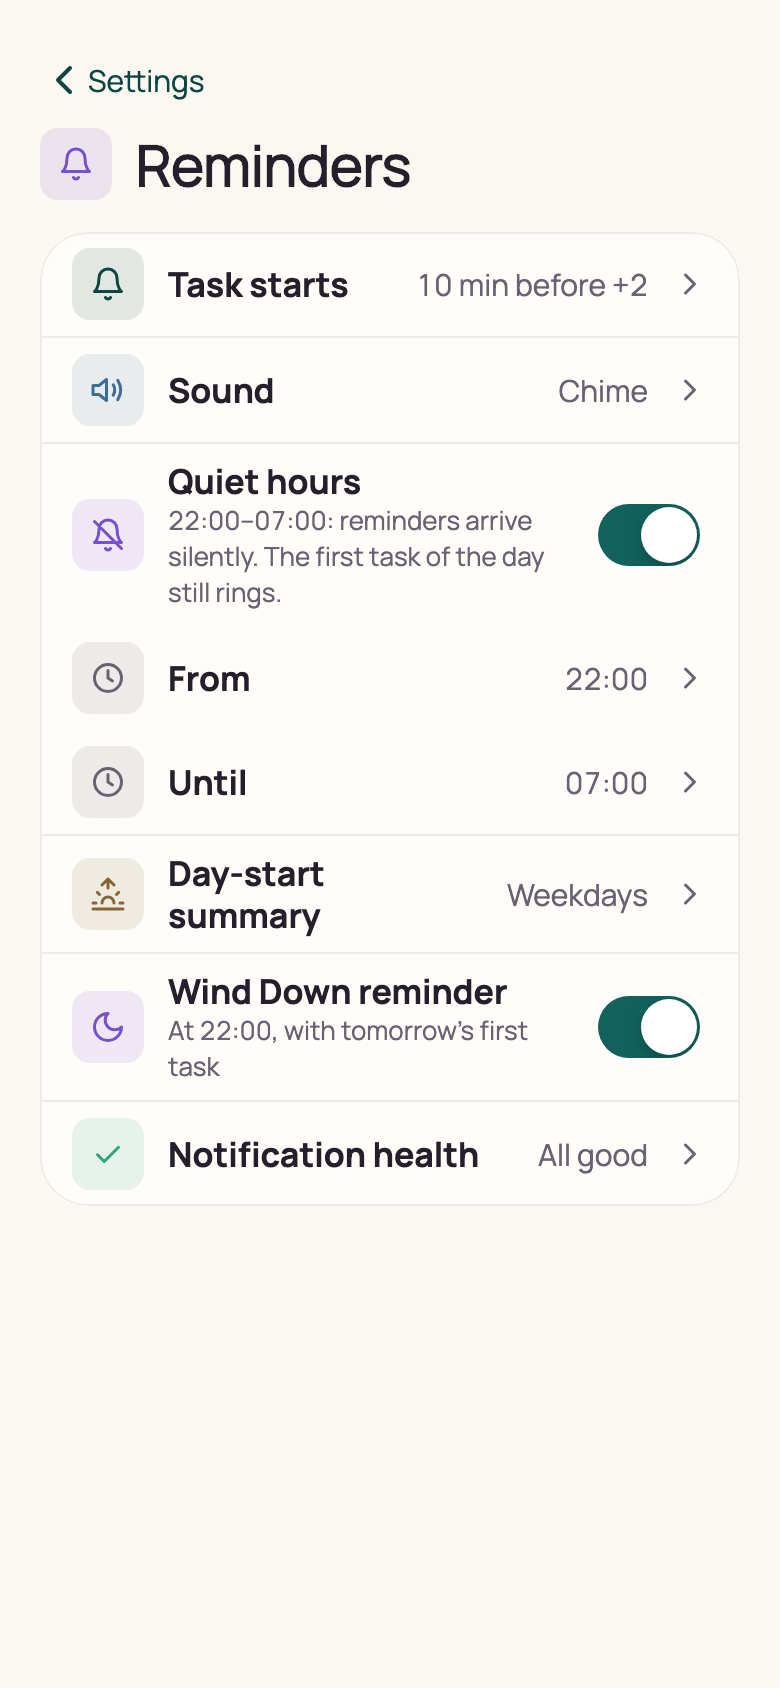 Settings
Reminders
Task starts 10 min before +2
Sound Chime
Quiet hours
22:00–07:00: reminders arrive
silently. The first task of the day
still rings.
From 22:00
Until 07:00
Day-start
summary
Weekdays
Wind Down reminder
At 22:00, with tomorrow’s first
task
Notification health All good